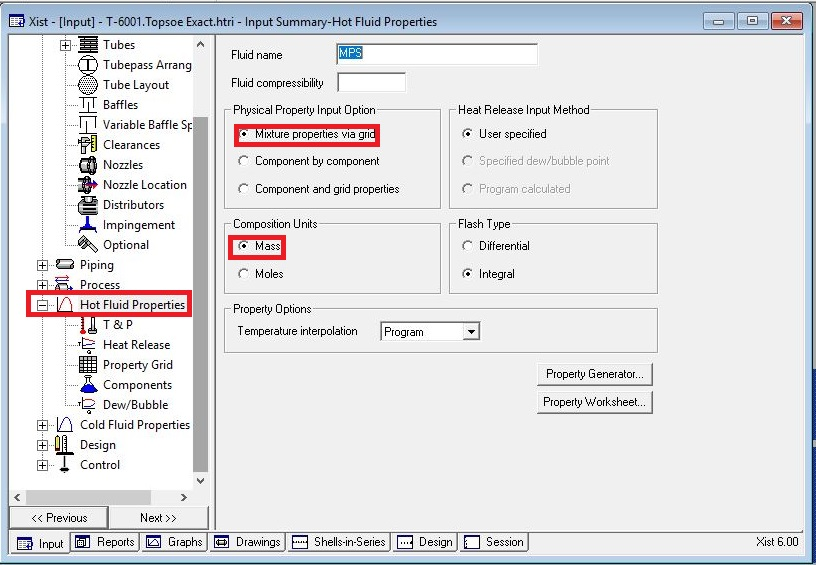 Xist - [Input] - T-6001.Topsoe Exact.htri - Input Summary-Hot Fluid Properties
Tubes
Tubepass Arrang
Tube Layout
Baffles
Variable Baffle Sp
Clearances
Nozzles
Nozzle Location
Distributors
Impingement
Optional
Piping
Process
Hot Fluid Properties
T & P
Heat Release
Property Grid
Components
Dew/Bubble
Cold Fluid Properties
Design
Control
<< Previous
Next >>
Fluid name
MPS
Fluid compressibility
Physical Property Input Option
Mixture properties via grid
Component by component
Component and grid properties
Heat Release Input Method
User specified
Specified dew/bubble point
Program calculated
Composition Units
Mass
Moles
Flash Type
Differential
Integral
Property Options
Temperature interpolation
Program
Property Generator...
Property Worksheet...
Input
Reports
Graphs
Drawings
Shells-in-Series
Design
Session
Xist 6.00